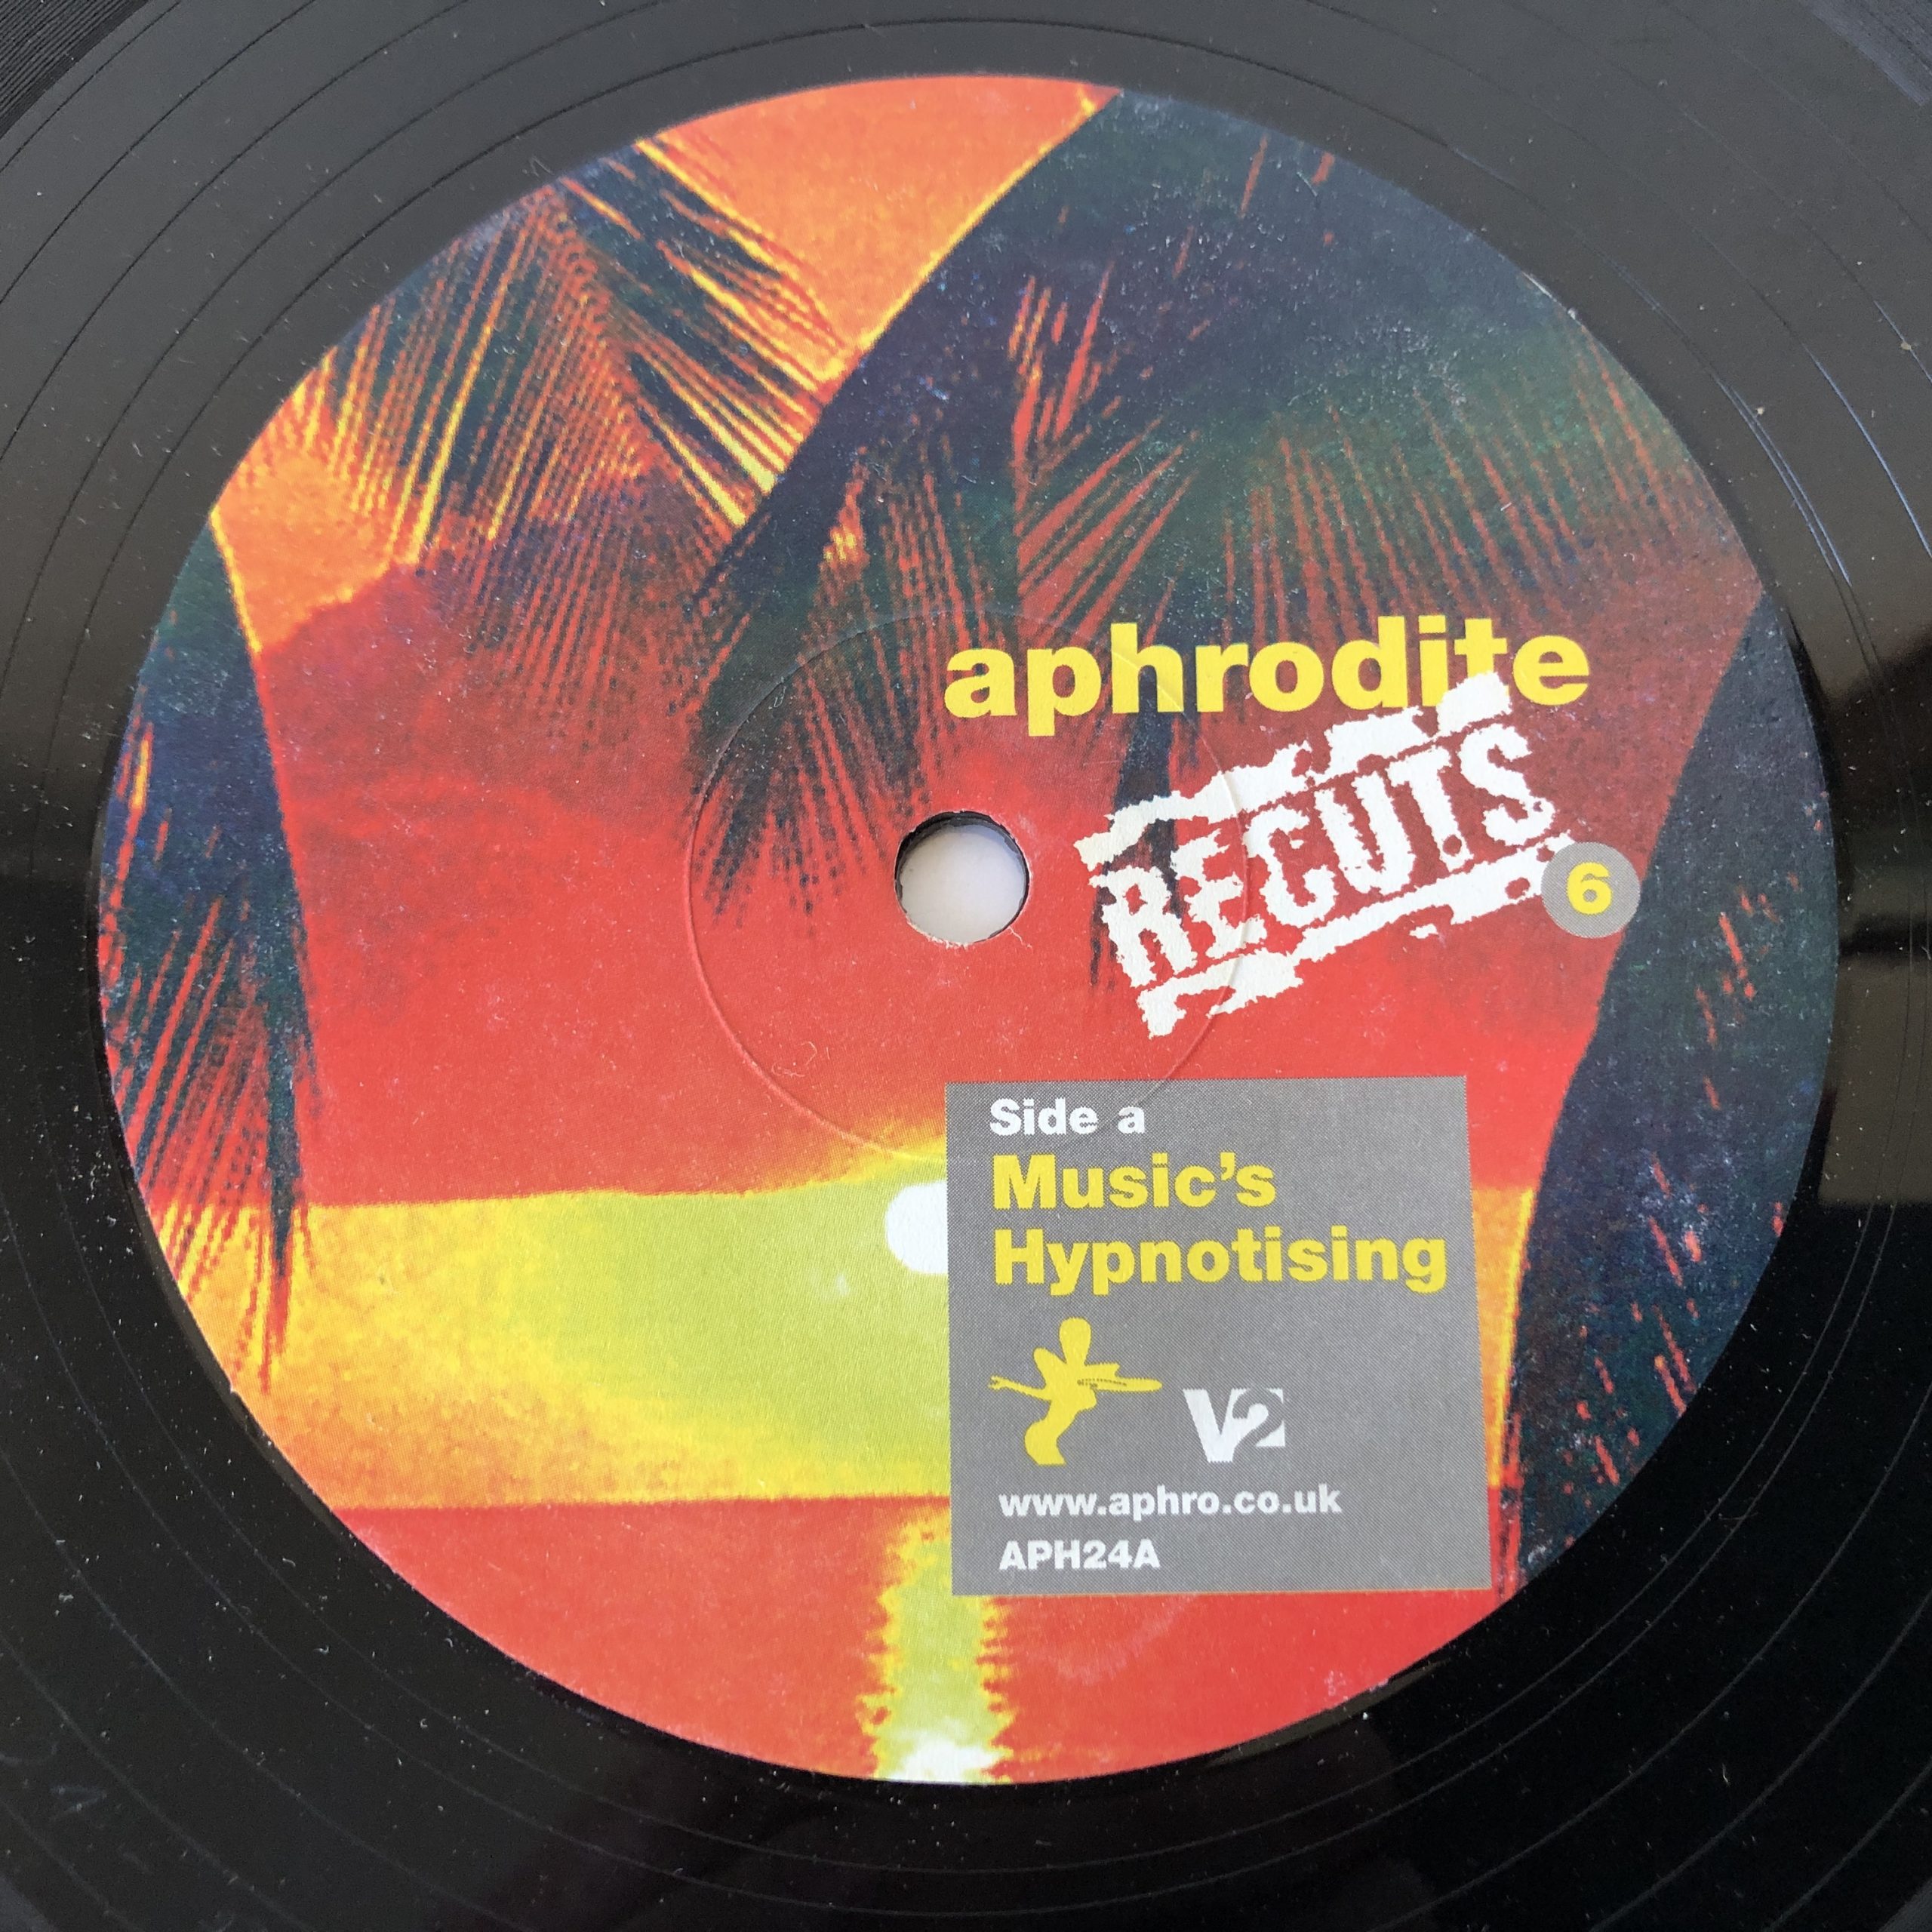 aphrodite
RECUTS
6
Side a
Music's
Hypnotising
V2
www.aphro.co.uk
APH24A